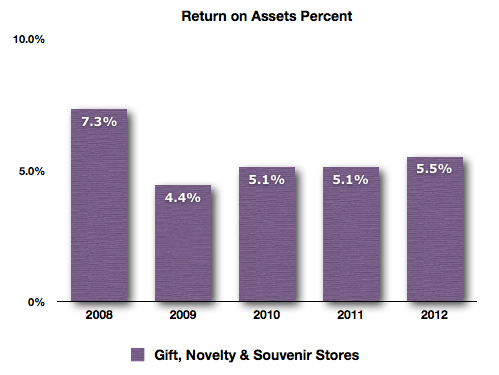 Return on Assets Percent
10.0%
7.3%
5.5%
5.0%
5.1%
5.1%
4.4%
0%
2008 2009 2010 2011 2012
Gift, Novelty & Souvenir Stores